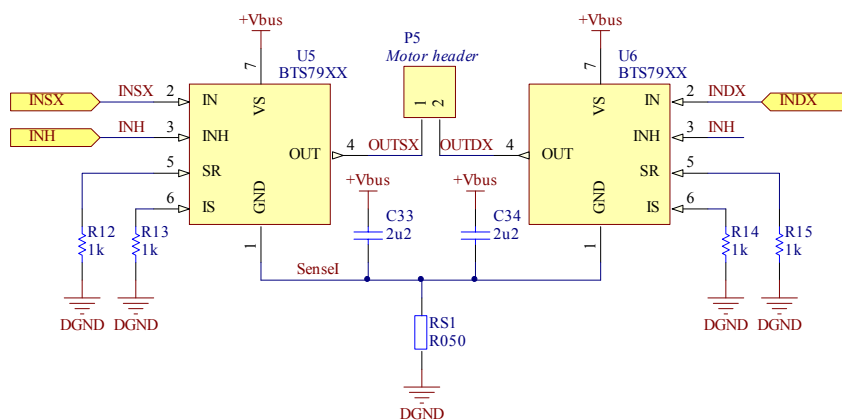 +Vbus
+Vbus
P5
Motor header
U5
BTS79XX
U6
BTS79XX
7
VS
1
2
7
VS
INSX
INSX
2
IN
IN
2
INDX
INDX
INH
INH
3
INH
INH
3
INH
5
SR
OUT
4
OUTSX
OUTDX
4
OUT
SR
5
6
IS
GND
+Vbus
+Vbus
GND
IS
6
R12
1k
R13
1k
1
C33
2u2
C34
2u2
1
R14
1k
R15
1k
SenseI
DGND
DGND
RS1
R050
DGND
DGND
DGND